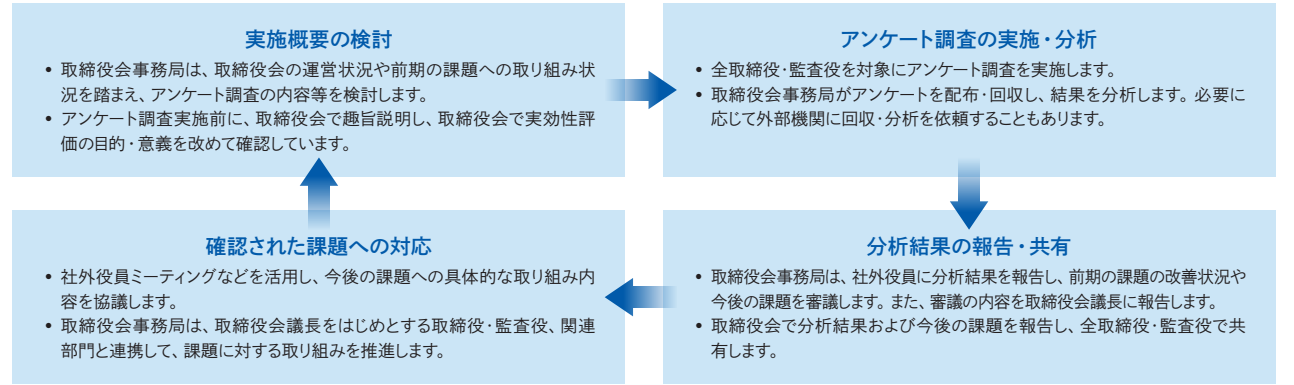 実施概要の検討
• 取締役会事務局は、取締役会の運営状況や前期の課題への取り組み状
況を踏まえ、アンケート調査の内容等を検討します。
• アンケート調査実施前に、取締役会で趣旨説明し、取締役会で実効性評
価の目的・意義を改めて確認しています。
アンケート調査の実施・分析
• 全取締役・監査役を対象にアンケート調査を実施します。
• 取締役会事務局がアンケートを配布・回収し、結果を分析します。必要に
応じて外部機関に回収・分析を依頼することもあります。
分析結果の報告・共有
• 取締役会事務局は、社外役員に分析結果を報告し、前期の課題の改善状況や
今後の課題を審議します。また、審議の内容を取締役会議長に報告します。
• 取締役会で分析結果および今後の課題を報告し、全取締役・監査役で共
有します。
確認された課題への対応
• 社外役員ミーティングなどを活用し、今後の課題への具体的な取り組み内
容を協議します。
• 取締役会事務局は、取締役会議長をはじめとする取締役・監査役、関連
部門と連携して、課題に対する取り組みを推進します。